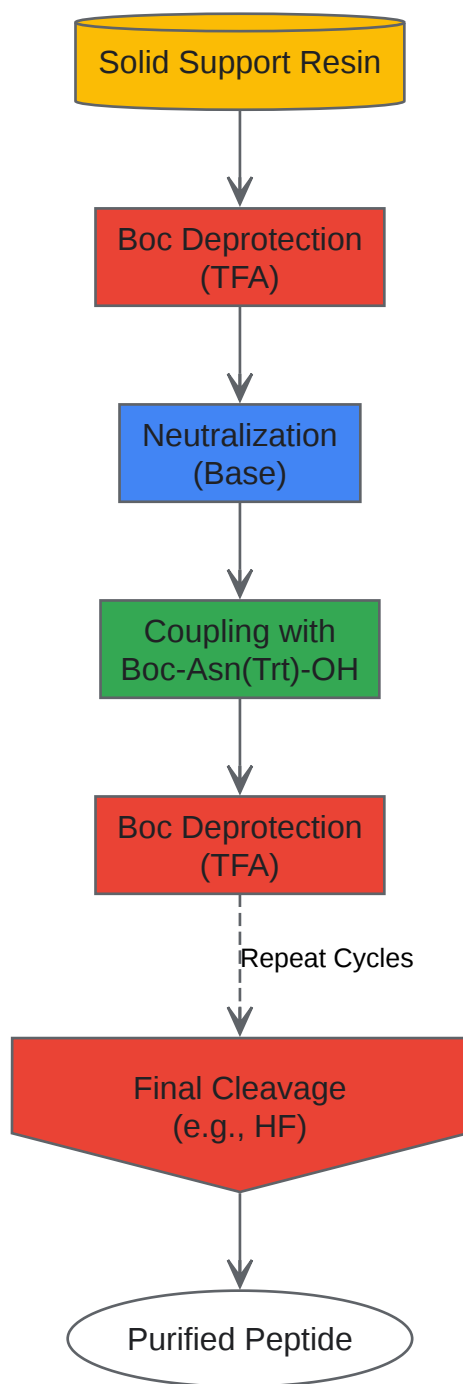 Solid Support Resin
Boc Deprotection
(TFA)
Neutralization
(Base)
Coupling with
Boc-Asn(Trt)-OH
Boc Deprotection
(TFA)
Repeat Cycles
Final Cleavage
(e.g., HF)
Purified Peptide